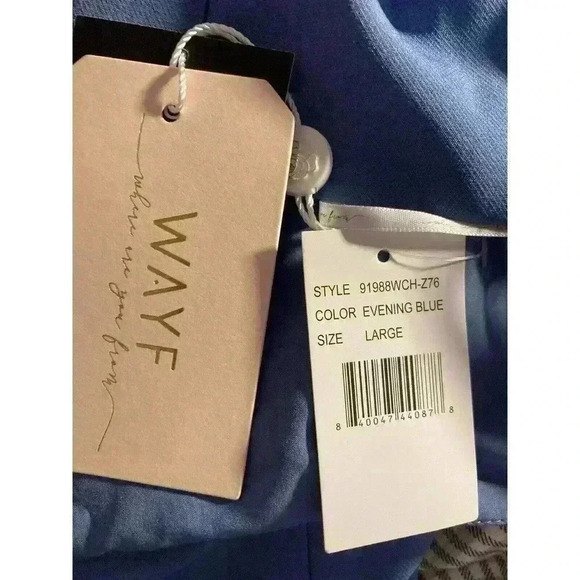 WAYF
where are you from
STYLE 91988WCH-Z76
COLOR EVENING BLUE
SIZE LARGE
8 40047 44087 8